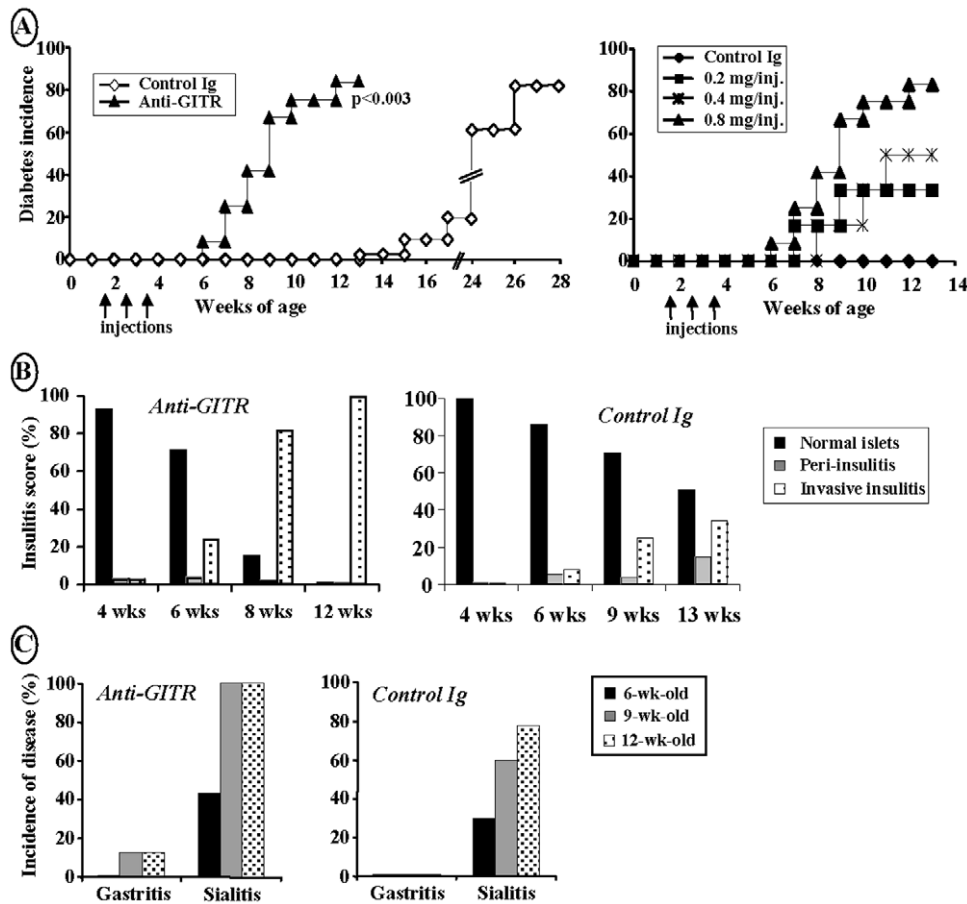 A
Diabetes incidence
100
80
60
40
20
0
Control Ig
Anti-GITR
p<0.003
0 2 4 6 8 10 12 14 16 24 26 28
Weeks of age
injections
100
80
60
40
20
0
Control Ig
0.2 mg/inj.
0.4 mg/inj.
0.8 mg/inj.
0 2 4 6 8 10 12 14
Weeks of age
injections
B
Insulitis score (%)
100
80
60
40
20
0
Anti-GITR
4 wks 6 wks 8 wks 12 wks
100
80
60
40
20
0
Control Ig
4 wks 6 wks 9 wks 13 wks
Normal islets
Peri-insulitis
Invasive insulitis
C
Incidence of disease (%)
100
80
60
40
20
0
Anti-GITR
Gastritis Sialitis
100
80
60
40
20
0
Control Ig
Gastritis Sialitis
6-wk-old
9-wk-old
12-wk-old